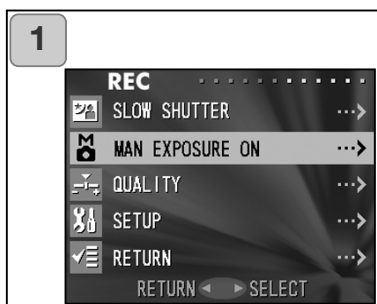 1
REC
SLOW SHUTTER
MAN EXPOSURE ON
QUALITY
SETUP
RETURN
RETURN SELECT